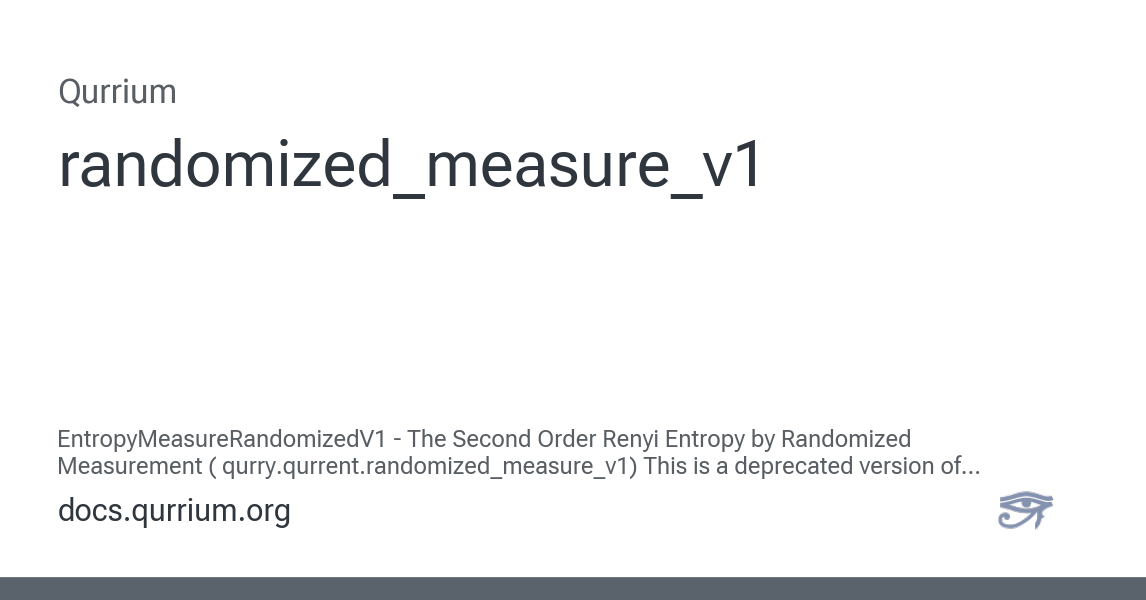 Qurrium
randomized_measure_v1
EntropyMeasureRandomizedV1 - The Second Order Renyi Entropy by Randomized
Measurement ( qurry.qurrent.randomized_measure_v1) This is a deprecated version of...
docs.qurrium.org